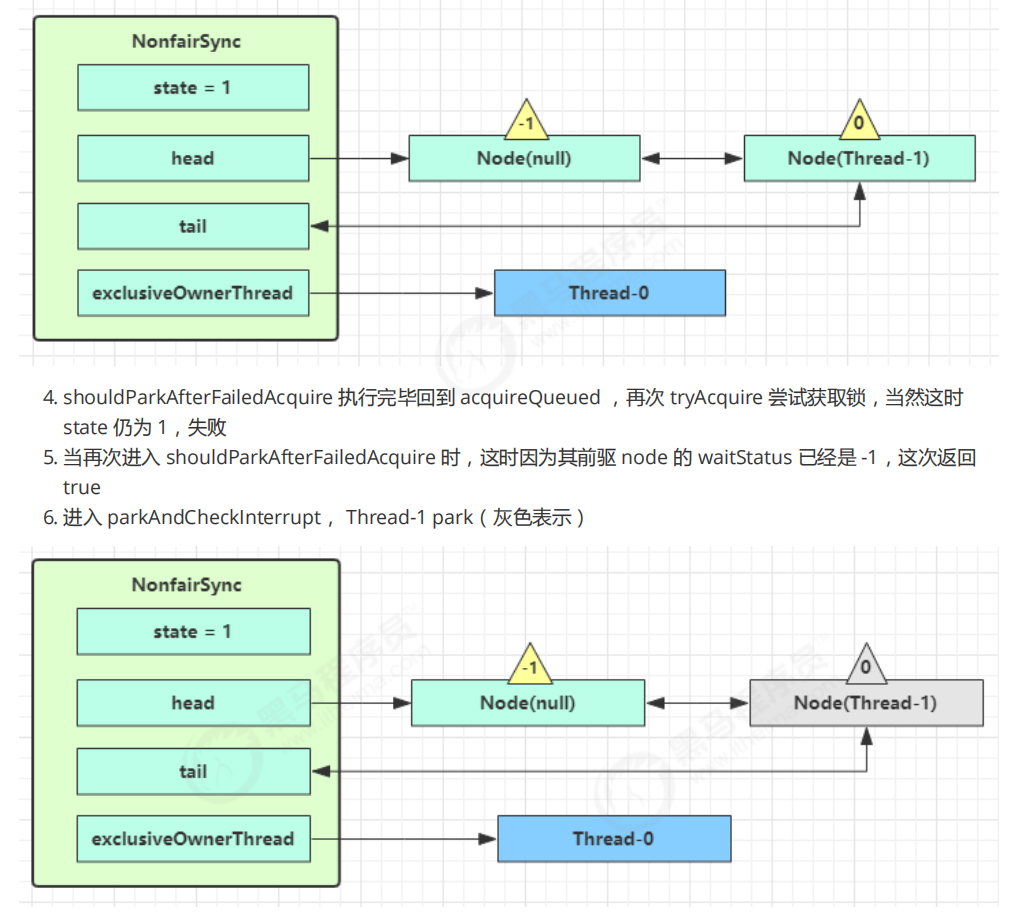 NonfairSync
state = 1
-1
0
head
Node(null)
Node(Thread-1)
tail
exclusiveOwnerThread
Thread-0
4. shouldParkAfterFailedAcquire 执行完毕回到 acquireQueued ，再次 tryAcquire 尝试获取锁，当然这时
state 仍为 1，失败
5. 当再次进入 shouldParkAfterFailedAcquire 时，这时因为其前驱 node 的 waitStatus 已经是 -1，这次返回
true
6. 进入 parkAndCheckInterrupt， Thread-1 park（灰色表示）
NonfairSync
state = 1
-1
0
head
Node(null)
Node(Thread-1)
tail
exclusiveOwnerThread
Thread-0